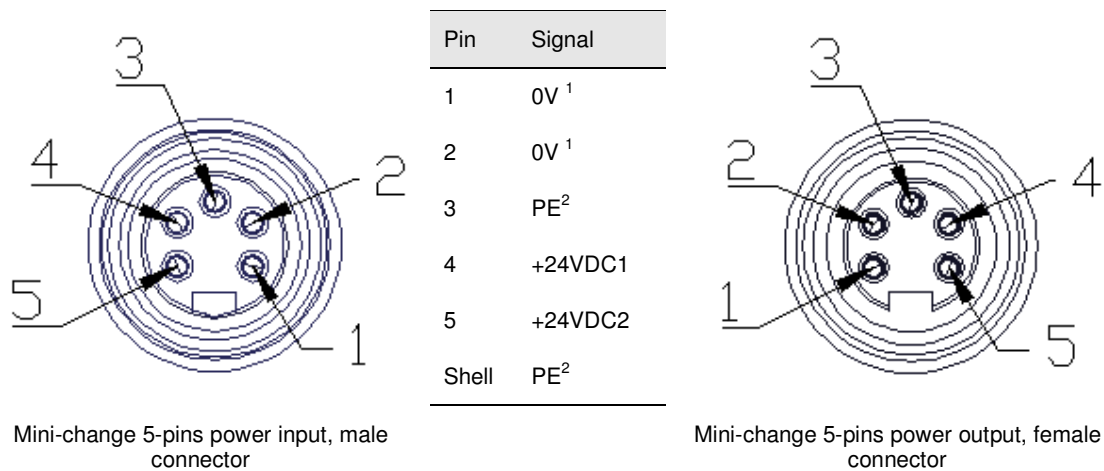 3
4
2
5
1
Mini-change 5-pins power input, male
connector
Pin Signal
1 0V 1
2 0V 1
3 PE2
4 +24VDC1
5 +24VDC2
Shell PE2
3
2
4
1
5
Mini-change 5-pins power output, female
connector